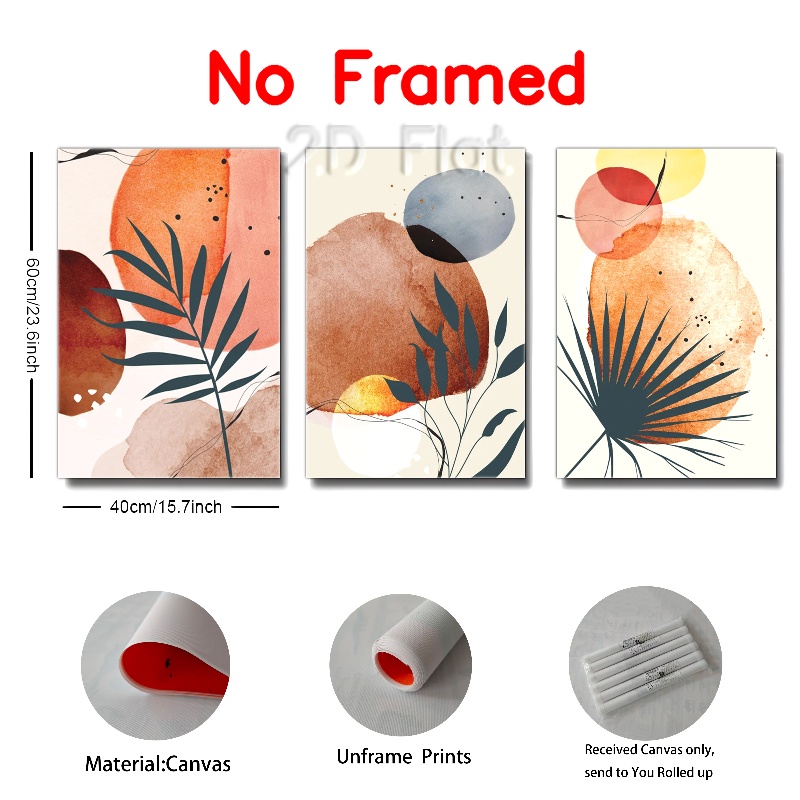 No Framed
2D Flat
60cm/23.6inch
40cm/15.7inch
Material:Canvas
Unframe Prints
Received Canvas only,
send to You Rolled up